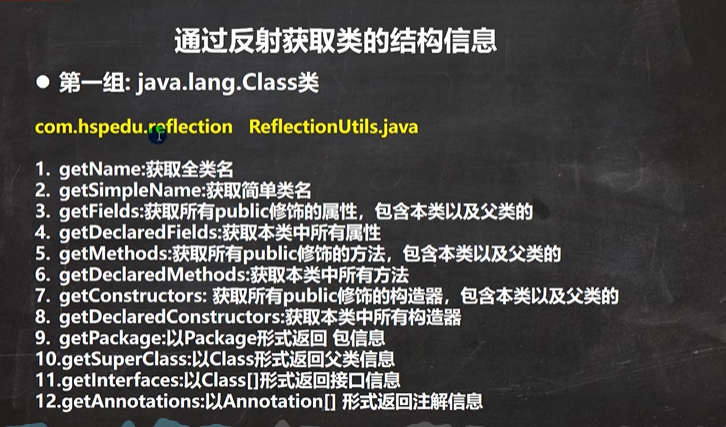 通过反射获取类的结构信息
● 第一组: java.lang.Class类
com.hspedu.reflection ReflectionUtils.java
1. getName:获取全类名
2. getSimpleName:获取简单类名
3. getFields:获取所有public修饰的属性，包含本类以及父类的
4. getDeclaredFields:获取本类中所有属性
5. getMethods:获取所有public修饰的方法，包含本类以及父类的
6. getDeclaredMethods:获取本类中所有方法
7. getConstructors: 获取所有public修饰的构造器，包含本类以及父类的
8. getDeclaredConstructors:获取本类中所有构造器
9. getPackage:以Package形式返回 包信息
10.getSuperClass:以Class形式返回父类信息
11.getInterfaces:以Class[]形式返回接口信息
12.getAnnotations:以Annotation[] 形式返回注解信息